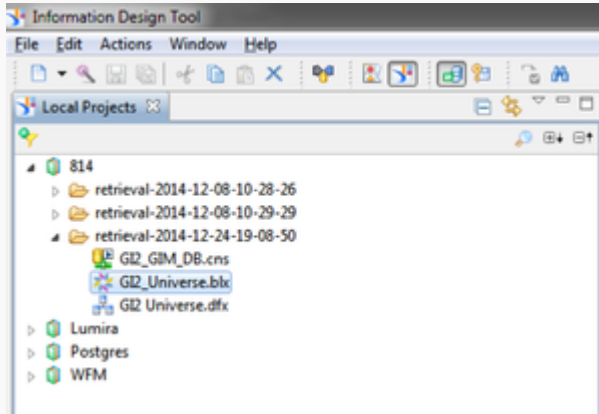 Information Design Tool
File Edit Actions Window Help
Local Projects
814
retrieval-2014-12-08-10-28-26
retrieval-2014-12-08-10-29-29
retrieval-2014-12-24-19-08-50
GI2_GIM_DB.cns
GI2_Universe.blx
GI2 Universe.dfx
Lumira
Postgres
WFM